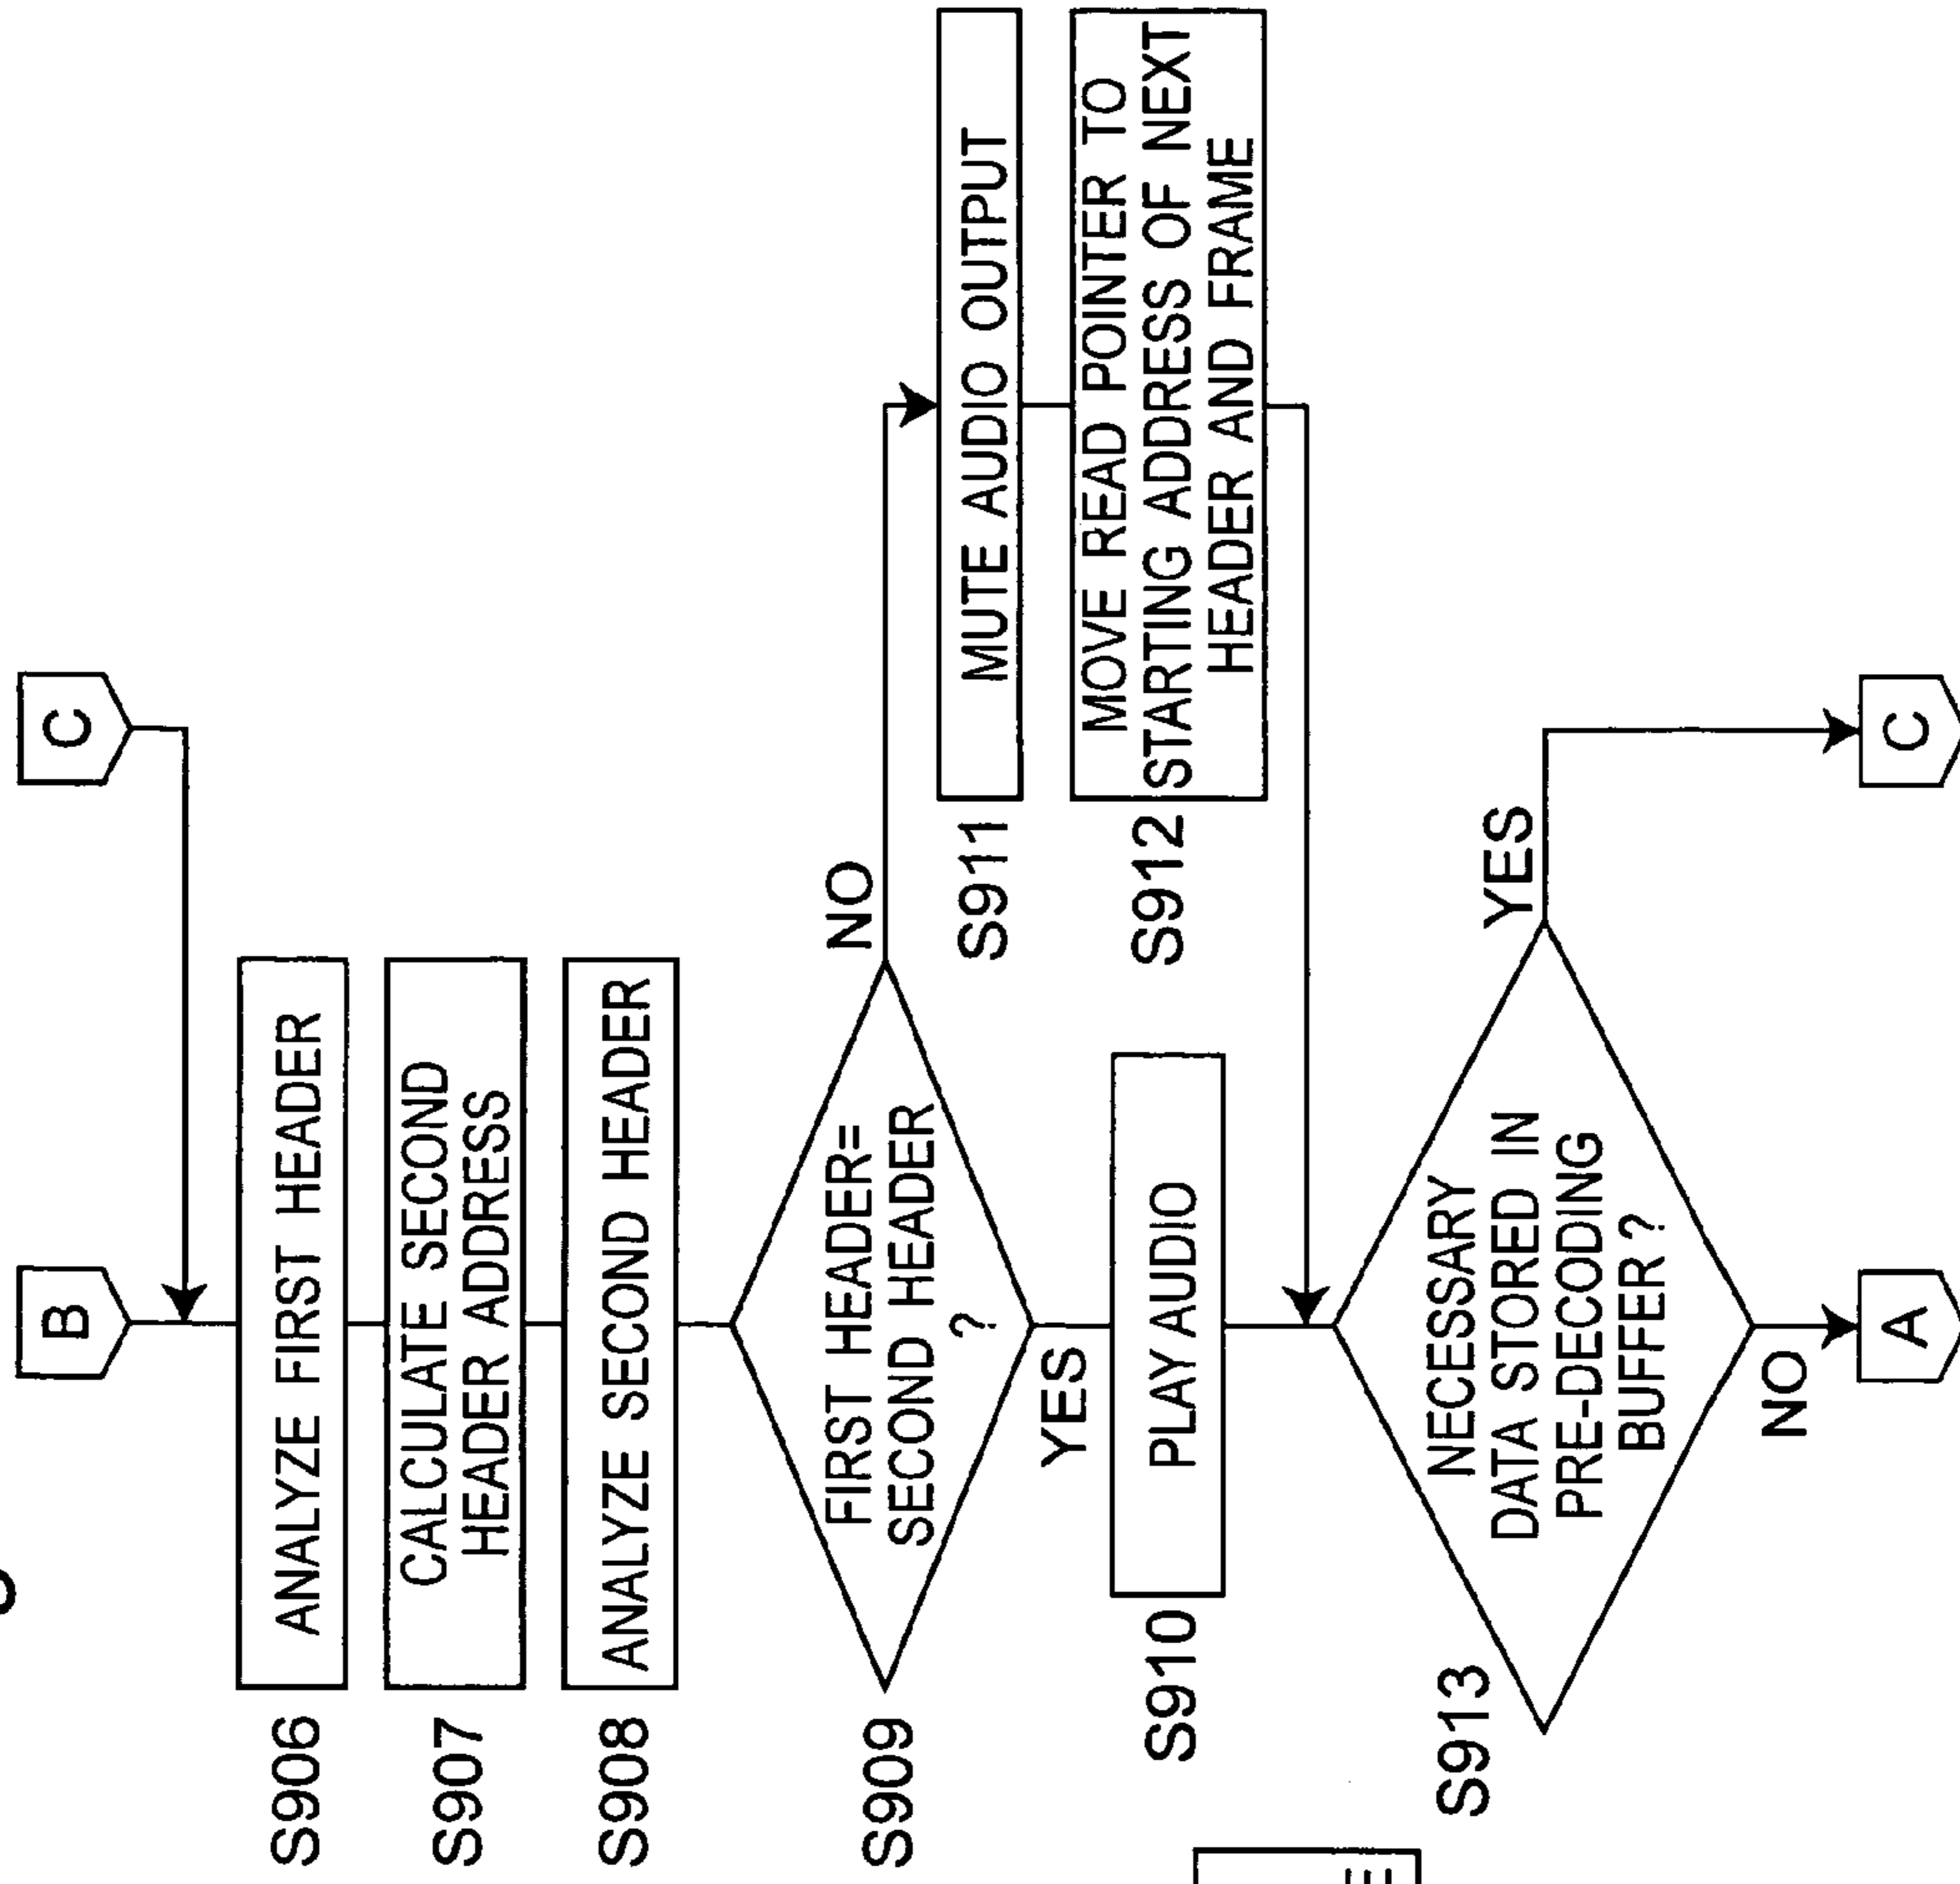 B
C
S906
ANALYZE FIRST HEADER
S907
CALCULATE SECOND
HEADER ADDRESS
S908
ANALYZE SECOND HEADER
S909
FIRST HEADER=
SECOND HEADER
?
NO
YES
S910
PLAY AUDIO
S911
MUTE AUDIO OUTPUT
S912
MOVE READ POINTER TO
STARTING ADDRESS OF NEXT
HEADER AND FRAME
S913
NECESSARY
DATA STORED IN
PRE-DECODING
BUFFER ?
YES
NO
A
C